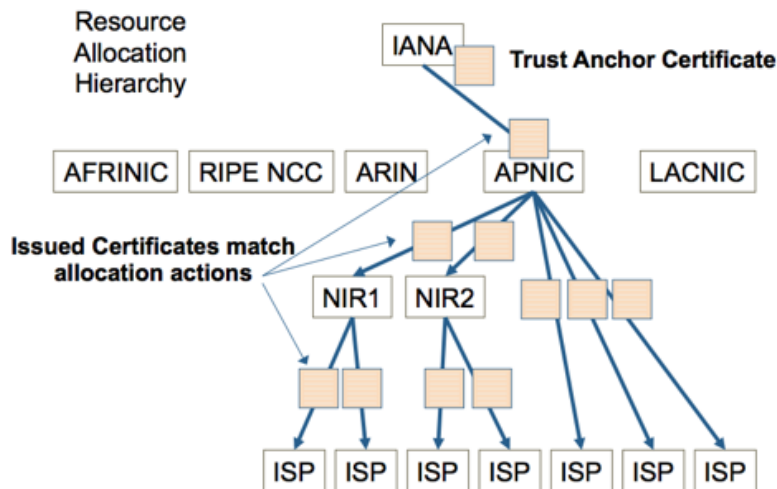 Resource
Allocation
Hierarchy
IANA
Trust Anchor Certificate
AFRINIC
RIPE NCC
ARIN
APNIC
LACNIC
Issued Certificates match
allocation actions
NIR1
NIR2
ISP
ISP
ISP
ISP
ISP
ISP
ISP